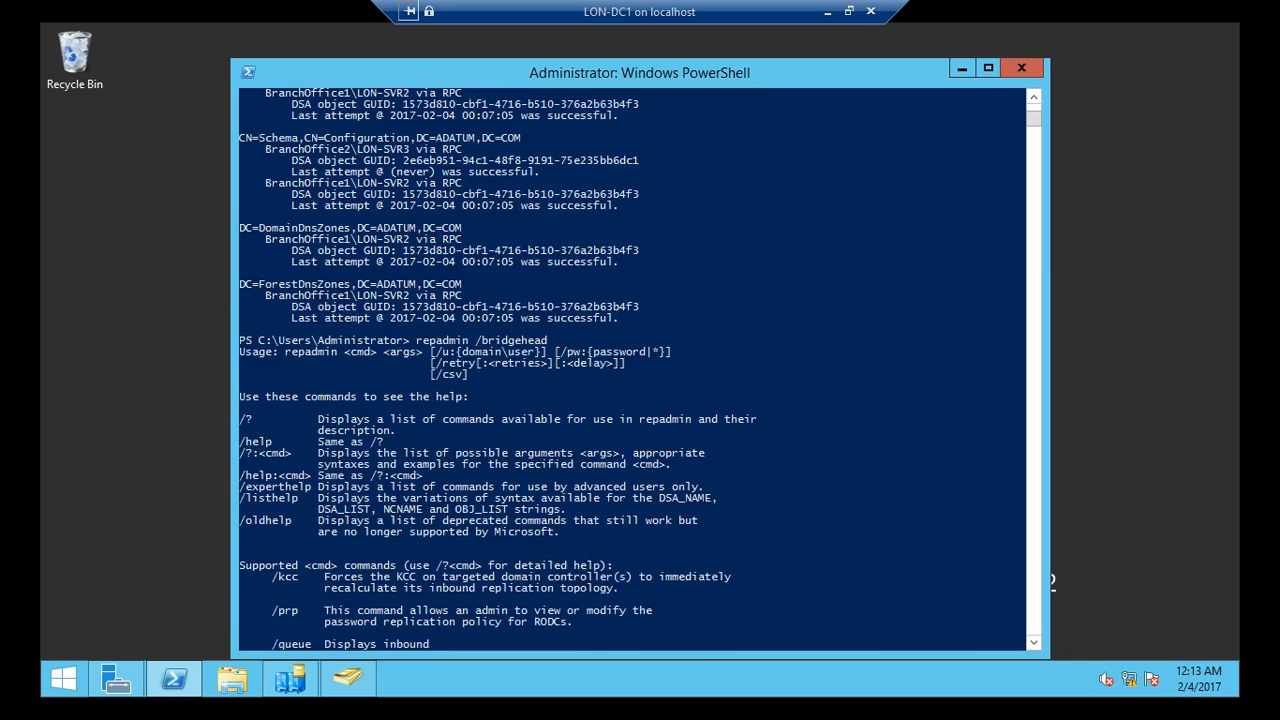 LON-DC1 on localhost
Recycle Bin
Administrator: Windows PowerShell
BranchOffice1\LON-SVR2 via RPC
DSA object GUID: 1573d810-cbf1-4716-b510-376a2b63b4f3
Last attempt @ 2017-02-04 00:07:05 was successful.
CN=Schema,CN=Configuration,DC=ADATUM,DC=COM
BranchOffice2\LON-SVR3 via RPC
DSA object GUID: 2e6eb951-94c1-48f8-9191-75e235bb6dc1
Last attempt @ (never) was successful.
BranchOffice1\LON-SVR2 via RPC
DSA object GUID: 1573d810-cbf1-4716-b510-376a2b63b4f3
Last attempt @ 2017-02-04 00:07:05 was successful.
DC=DomainDnsZones,DC=ADATUM,DC=COM
BranchOffice1\LON-SVR2 via RPC
DSA object GUID: 1573d810-cbf1-4716-b510-376a2b63b4f3
Last attempt @ 2017-02-04 00:07:05 was successful.
DC=ForestDnsZones,DC=ADATUM,DC=COM
BranchOffice1\LON-SVR2 via RPC
DSA object GUID: 1573d810-cbf1-4716-b510-376a2b63b4f3
Last attempt @ 2017-02-04 00:07:05 was successful.
PS C:\Users\Administrator> repadmin /bridgehead
Usage: repadmin <cmd> <args> [/u:{domain\user}] [/pw:{password|*}]
[/retry[:<retries>][:<delay>]]
[/csv]
Use these commands to see the help:
/? Displays a list of commands available for use in repadmin and their
description.
/help Same as /?
/?:<cmd> Displays the list of possible arguments <args>, appropriate
syntaxes and examples for the specified command <cmd>.
/help:<cmd> Same as /?:<cmd>
/experthelp Displays a list of commands for use by advanced users only.
/listhelp Displays the variations of syntax available for the DSA_NAME,
DSA_LIST, NCNAME and OBJ_LIST strings.
/oldhelp Displays a list of deprecated commands that still work but
are no longer supported by Microsoft.
Supported <cmd> commands (use /?<cmd> for detailed help):
/kcc Forces the KCC on targeted domain controller(s) to immediately
recalculate its inbound replication topology.
/prp This command allows an admin to view or modify the
password replication policy for RODCs.
/queue Displays inbound
12:13 AM
2/4/2017